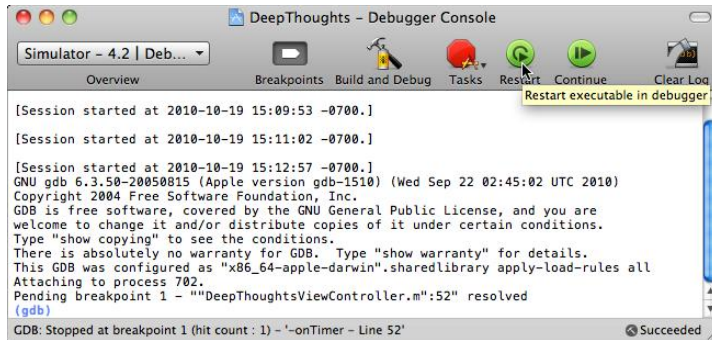 DeepThoughts – Debugger Console
Simulator – 4.2 | Deb...
Overview
Breakpoints
Build and Debug
Tasks
Restart
Continue
Clear Log
Restart executable in debugger
[Session started at 2010-10-19 15:09:53 -0700.]
[Session started at 2010-10-19 15:11:02 -0700.]
[Session started at 2010-10-19 15:12:57 -0700.]
GNU gdb 6.3.50-20050815 (Apple version gdb-1510) (Wed Sep 22 02:45:02 UTC 2010)
Copyright 2004 Free Software Foundation, Inc.
GDB is free software, covered by the GNU General Public License, and you are
welcome to change it and/or distribute copies of it under certain conditions.
Type "show copying" to see the conditions.
There is absolutely no warranty for GDB.  Type "show warranty" for details.
This GDB was configured as "x86_64-apple-darwin".sharedlibrary apply-load-rules all
Attaching to process 702.
Pending breakpoint 1 - ""DeepThoughtsViewController.m":52" resolved
(gdb)
GDB: Stopped at breakpoint 1 (hit count : 1) - '-onTimer - Line 52'
Succeeded